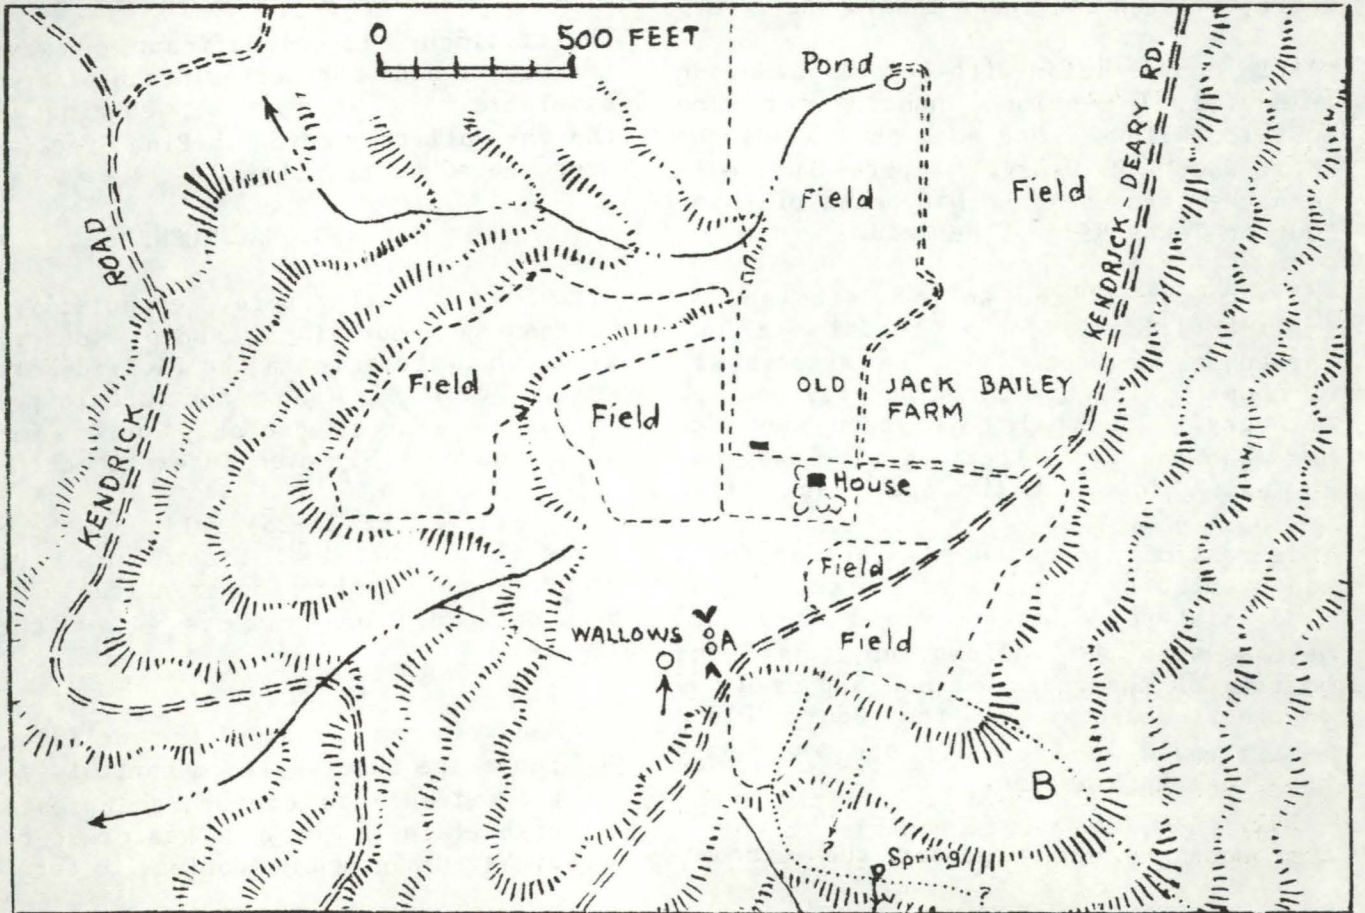 0 500 FEET
Pond
Field
Field
ROAD
KENDRICK
KENDRICK - DEARY RD.
Field
Field
OLD JACK BAILEY
FARM
House
Field
Field
WALLOWS
A
B
?
Spring
?